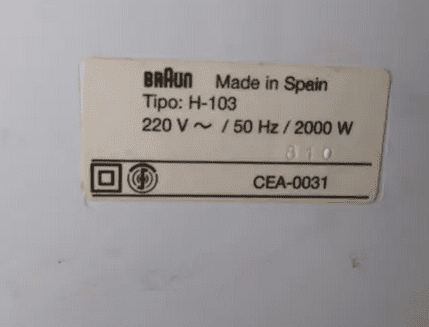 BRAUN Made in Spain
Tipo: H-103
220 V ~ / 50 Hz / 2000 W
810
CEA-0031